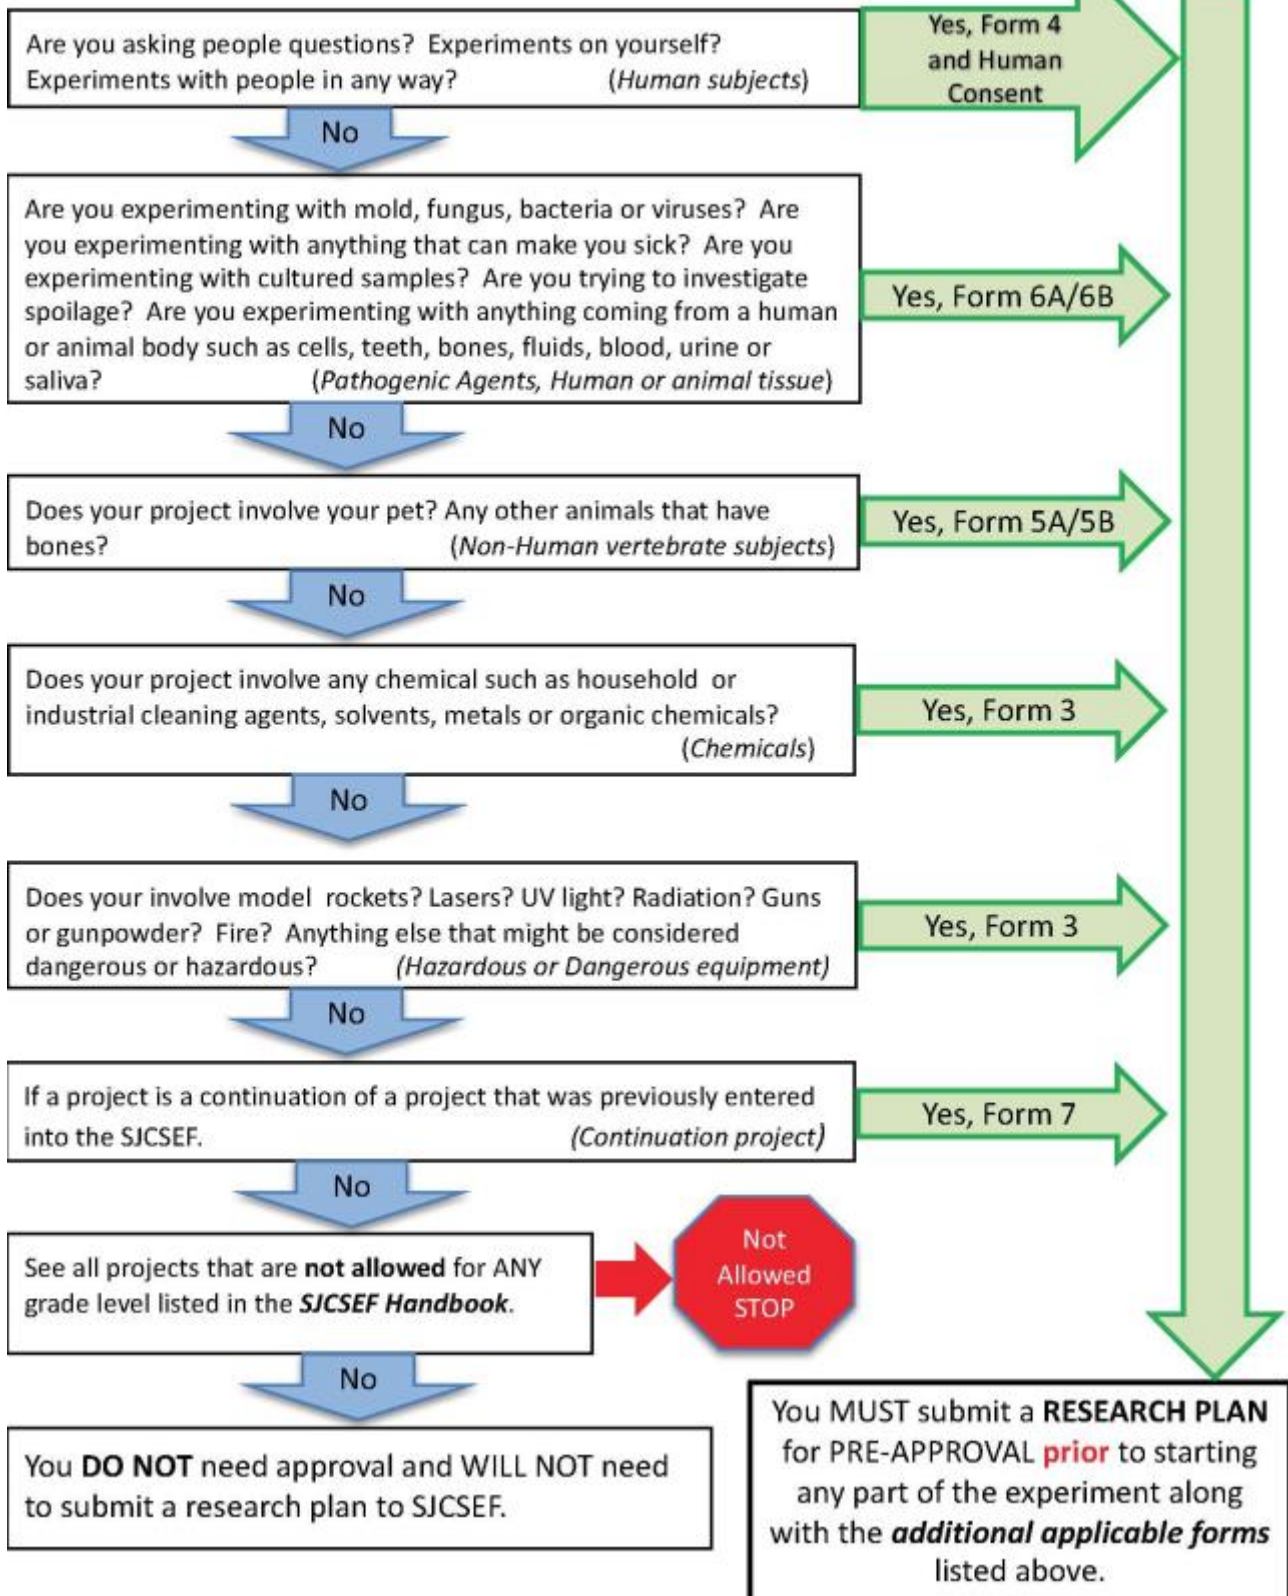 Are you asking people questions? Experiments on yourself?
Experiments with people in any way? (Human subjects)
Yes, Form 4
and Human
Consent
No
Are you experimenting with mold, fungus, bacteria or viruses? Are
you experimenting with anything that can make you sick? Are you
experimenting with cultured samples? Are you trying to investigate
spoilage? Are you experimenting with anything coming from a human
or animal body such as cells, teeth, bones, fluids, blood, urine or
saliva? (Pathogenic Agents, Human or animal tissue)
Yes, Form 6A/6B
No
Does your project involve your pet? Any other animals that have
bones? (Non-Human vertebrate subjects)
Yes, Form 5A/5B
No
Does your project involve any chemical such as household or
industrial cleaning agents, solvents, metals or organic chemicals?
(Chemicals)
Yes, Form 3
No
Does your involve model rockets? Lasers? UV light? Radiation? Guns
or gunpowder? Fire? Anything else that might be considered
dangerous or hazardous? (Hazardous or Dangerous equipment)
Yes, Form 3
No
If a project is a continuation of a project that was previously entered
into the SJCSEF. (Continuation project)
Yes, Form 7
No
See all projects that are not allowed for ANY
grade level listed in the SJCSEF Handbook.
Not
Allowed
STOP
No
You DO NOT need approval and WILL NOT need
to submit a research plan to SJCSEF.
You MUST submit a RESEARCH PLAN
for PRE-APPROVAL prior to starting
any part of the experiment along
with the additional applicable forms
listed above.